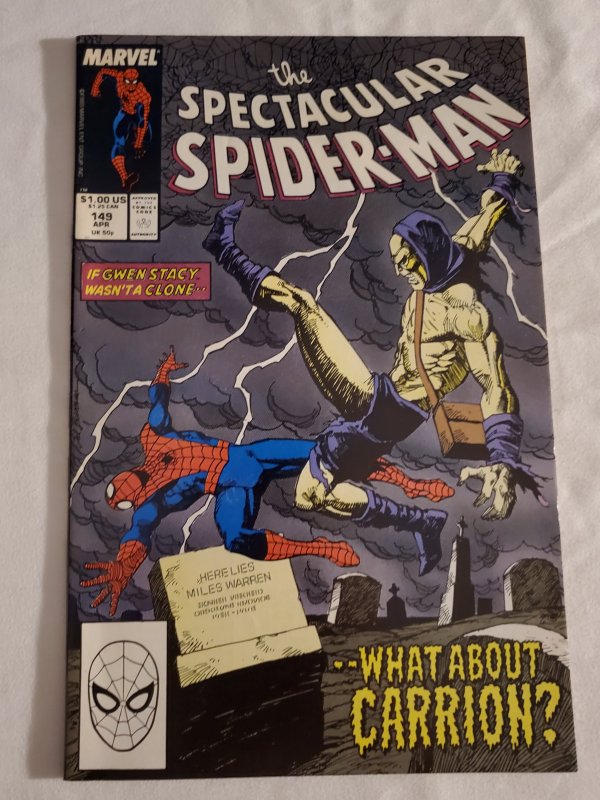 MARVEL
the
SPECTACULAR
SPIDER-MAN
TM
$1.00 US
$1.25 CAN
149
APR
UK 50p
APPROVED
BY THE
COMICS
CODE
AUTHORITY
IF GWEN STACY
WASN'T A CLONE--
HERE LIES
MILES WARREN
--WHAT ABOUT
CARRION?